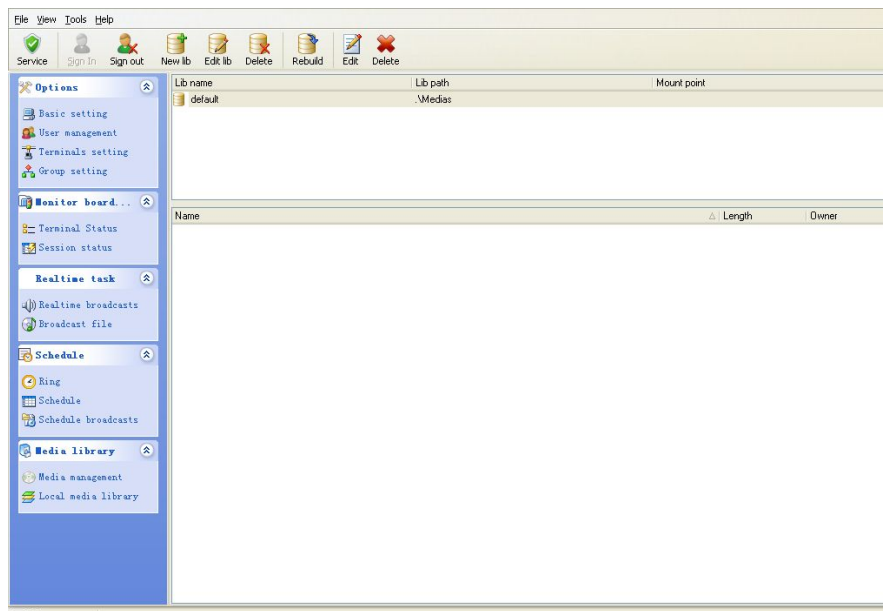 File View Tools Help
Service Sign In Sign out New lib Edit lib Delete Rebuild Edit Delete
Options
Basic setting
User management
Terminals setting
Group setting
Monitor board...
Terminal Status
Session status
Realtime task
Realtime broadcasts
Broadcast file
Schedule
Ring
Schedule
Schedule broadcasts
Media library
Media management
Local media library
Lib name Lib path Mount point
default .\Medias
Name Length Owner